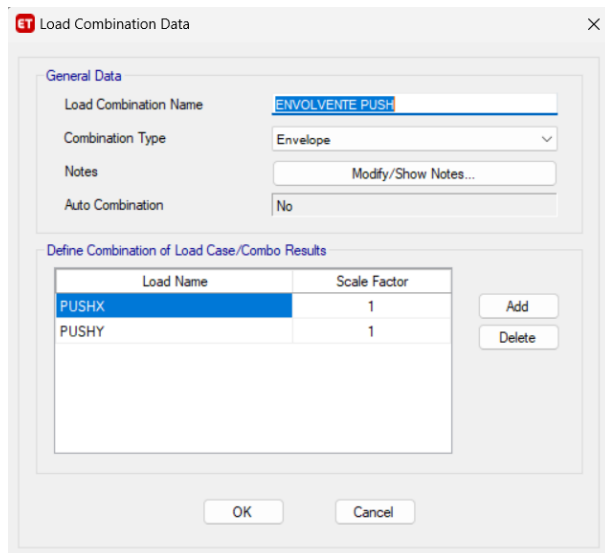 ET Load Combination Data
General Data
Load Combination Name ENVOLVENTE PUSH
Combination Type Envelope
Notes Modify/Show Notes...
Auto Combination No
Define Combination of Load Case/Combo Results
Load Name Scale Factor
PUSHX 1 Add
PUSHY 1 Delete
OK Cancel